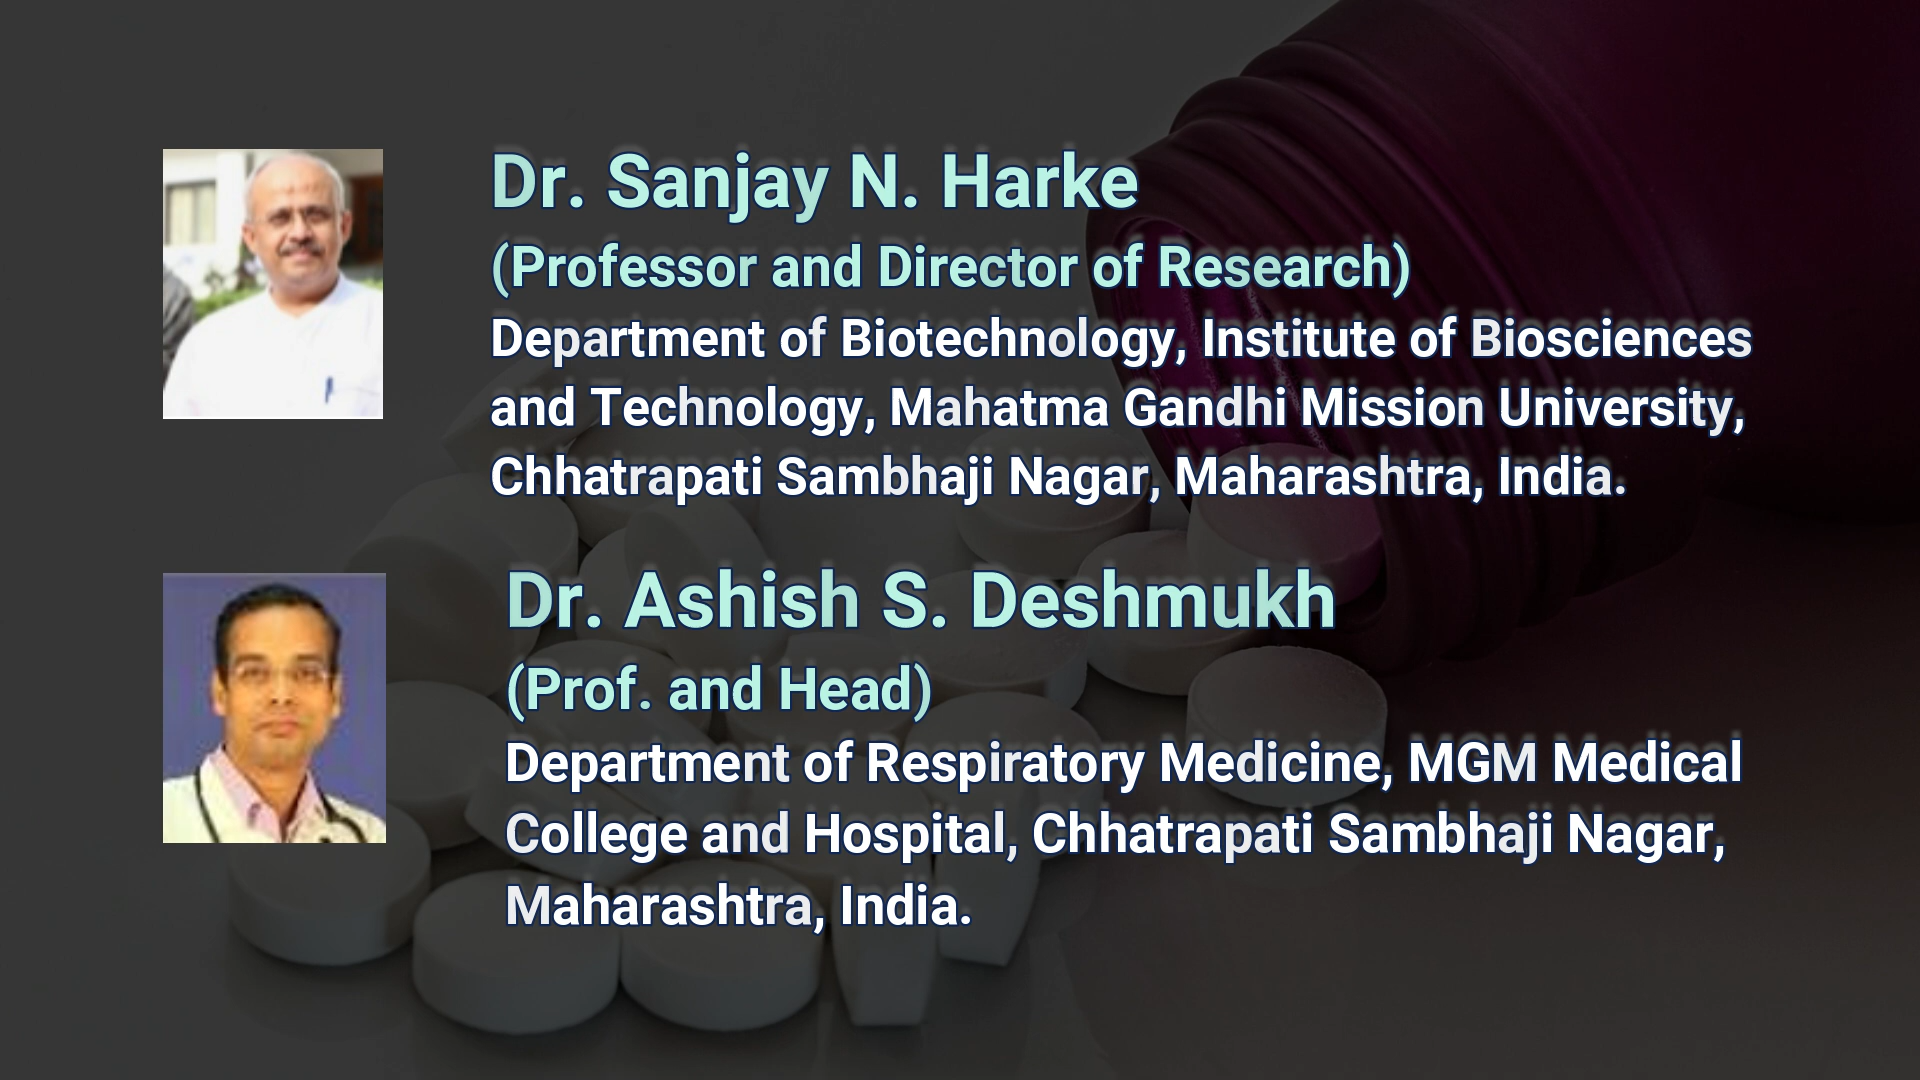 Dr. Sanjay N. Harke
(Professor and Director of Research)
Department of Biotechnology, Institute of Biosciences
and Technology, Mahatma Gandhi Mission University,
Chhatrapati Sambhaji Nagar, Maharashtra, India.
Dr. Ashish S. Deshmukh
(Prof. and Head)
Department of Respiratory Medicine, MGM Medical
College and Hospital, Chhatrapati Sambhaji Nagar,
Maharashtra, India.